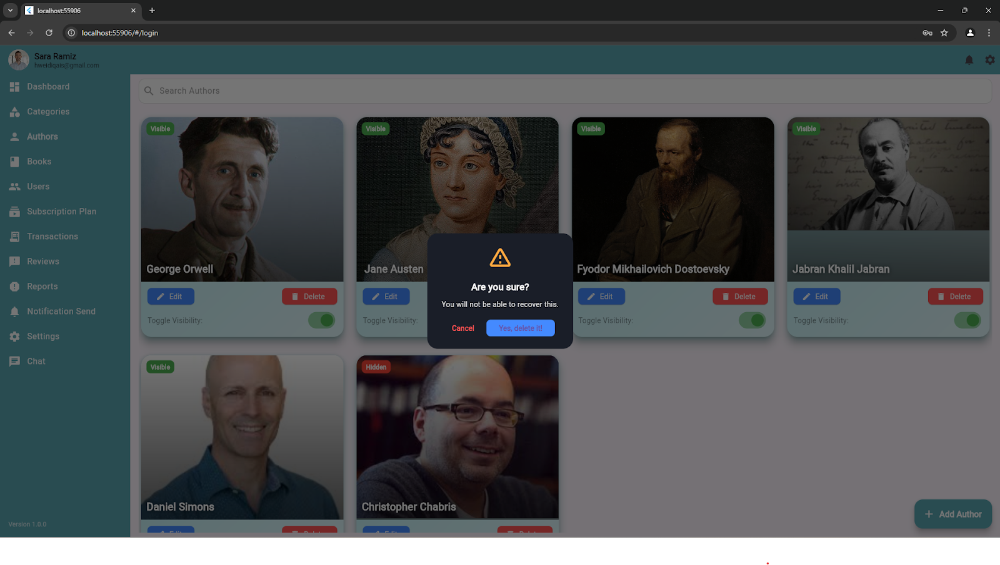 localhost:55906
localhost:55906/#/login
Sara Ramiz
hweidiqais@gmail.com
Dashboard
Categories
Authors
Books
Users
Subscription Plan
Transactions
Reviews
Reports
Notification Send
Settings
Chat
Version 1.0.0
Search Authors
Visible
Visible
Visible
Visible
George Orwell
Jane Austen
Fyodor Mikhailovich Dostoevsky
Jabran Khalil Jabran
Edit
Delete
Edit
Edit
Delete
Edit
Delete
Toggle Visibility:
Toggle Visibility:
Toggle Visibility:
Toggle Visibility:
Are you sure?
You will not be able to recover this.
Cancel
Yes, delete it!
Visible
Hidden
Daniel Simons
Christopher Chabris
Add Author